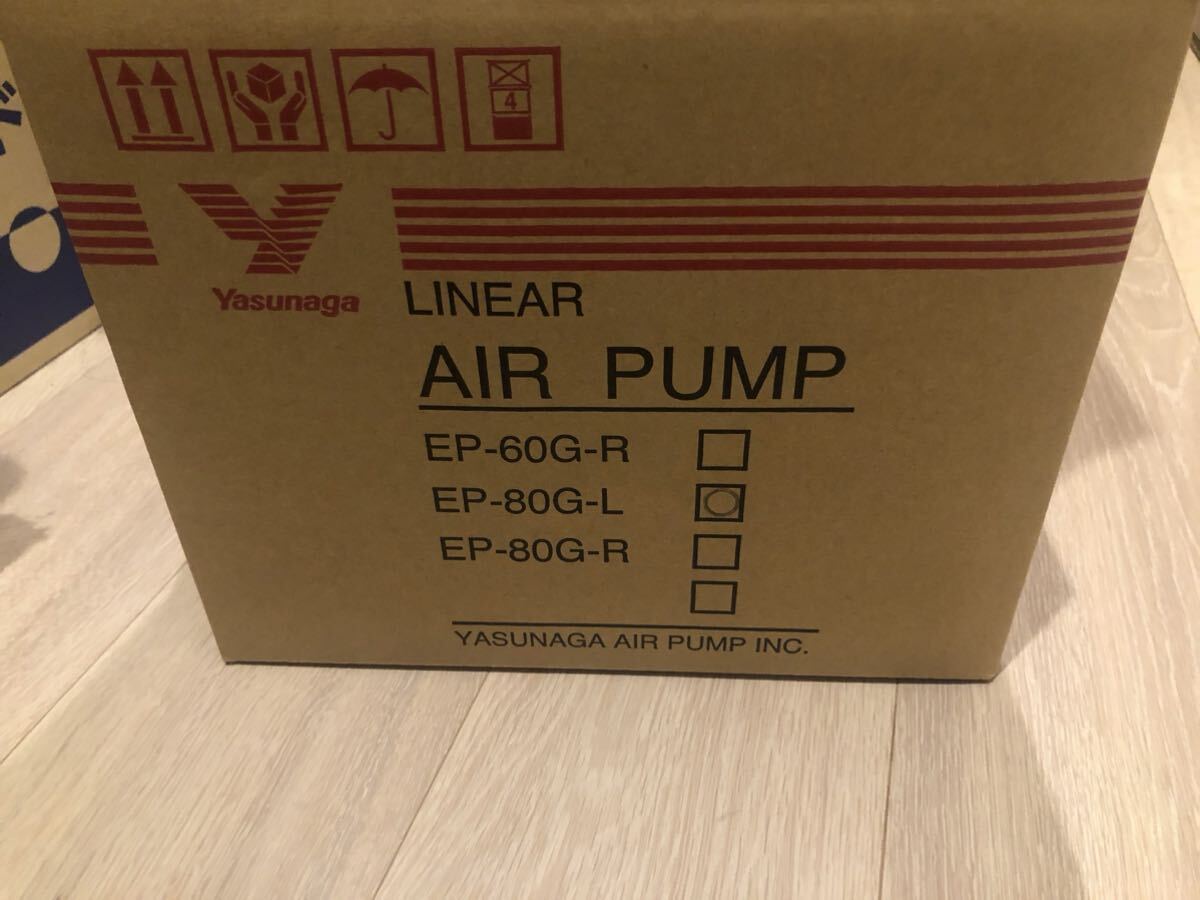 4
Yasunaga
LINEAR
AIR PUMP
EP-60G-R
EP-80G-L
EP-80G-R
YASUNAGA AIR PUMP INC.